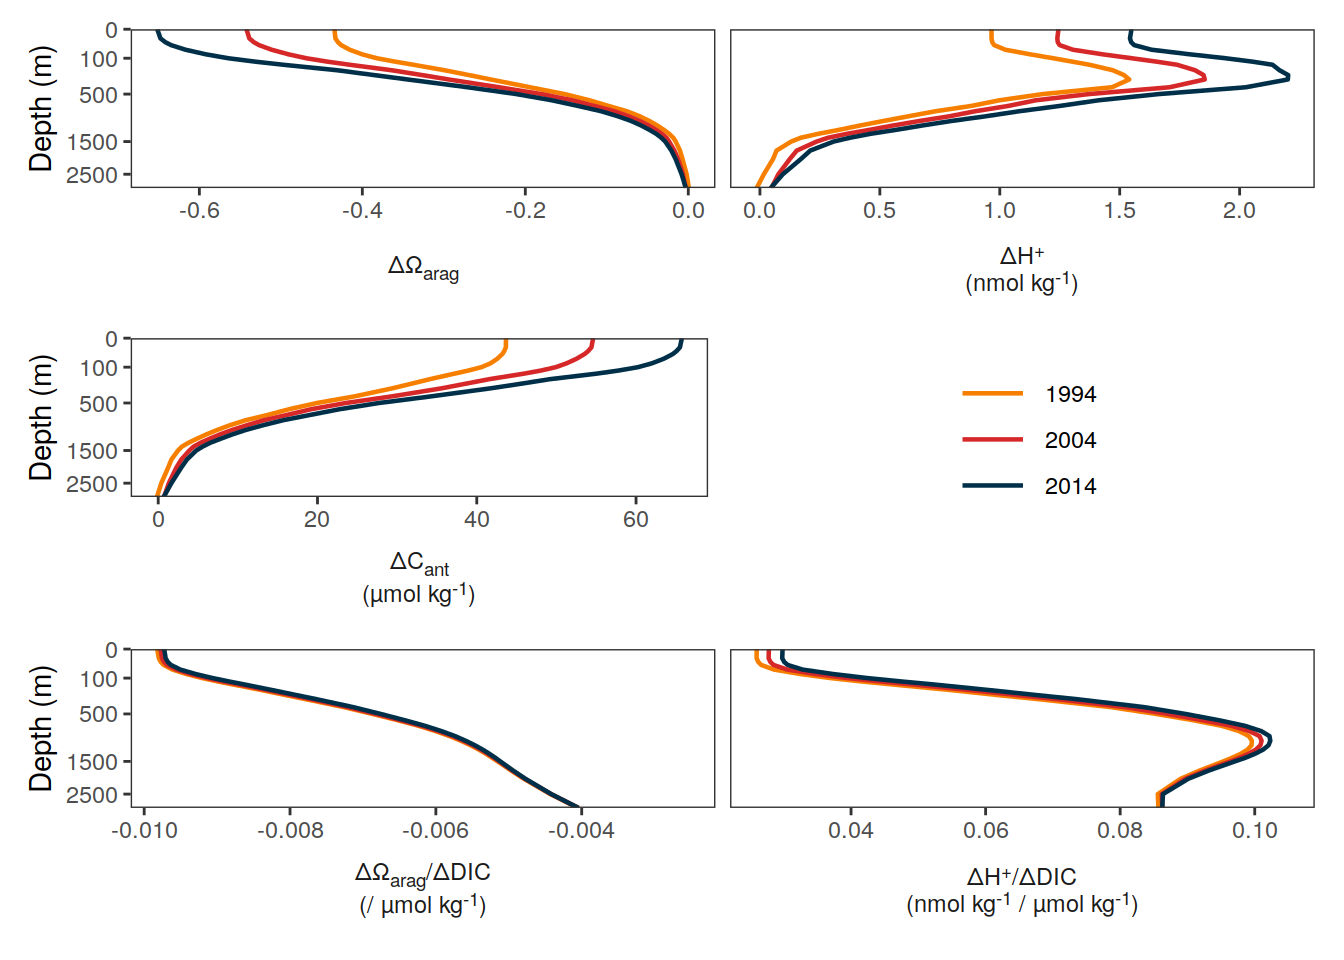 Depth (m)
0
100
500
1500
2500
-0.6 -0.4 -0.2 0.0
ΔΩarag
0.0 0.5 1.0 1.5 2.0
ΔH⁺
(nmol kg⁻¹)
Depth (m)
0
100
500
1500
2500
0 20 40 60
ΔCant
(μmol kg⁻¹)
1994
2004
2014
Depth (m)
0
100
500
1500
2500
-0.010 -0.008 -0.006 -0.004
ΔΩarag/ΔDIC
(/ μmol kg⁻¹)
0.04 0.06 0.08 0.10
ΔH⁺/ΔDIC
(nmol kg⁻¹ / μmol kg⁻¹)